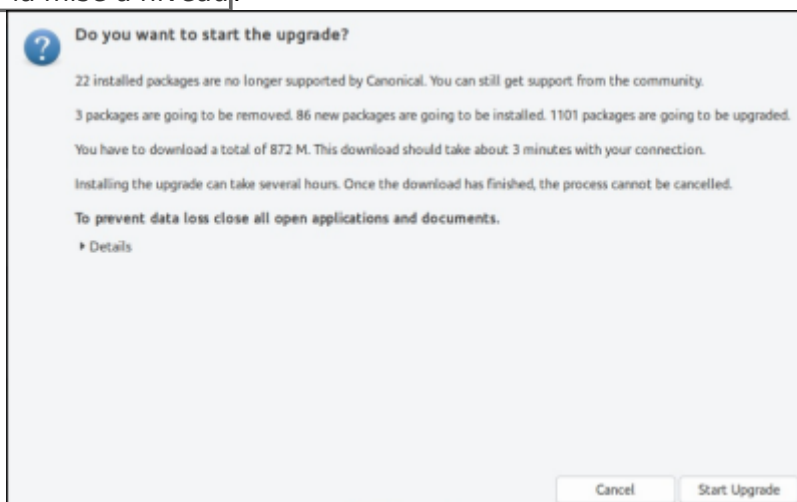 la mise à niveau.
Do you want to start the upgrade?
22 installed packages are no longer supported by Canonical. You can still get support from the community.
3 packages are going to be removed. 86 new packages are going to be installed. 1101 packages are going to be upgraded.
You have to download a total of 872 M. This download should take about 3 minutes with your connection.
Installing the upgrade can take several hours. Once the download has finished, the process cannot be cancelled.
To prevent data loss close all open applications and documents.
Details
Cancel Start Upgrade